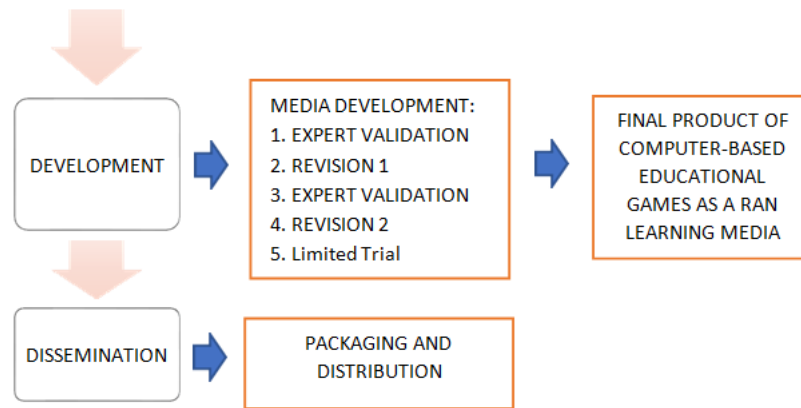 DEVELOPMENT
MEDIA DEVELOPMENT:
1. EXPERT VALIDATION
2. REVISION 1
3. EXPERT VALIDATION
4. REVISION 2
5. Limited Trial
FINAL PRODUCT OF
COMPUTER-BASED
EDUCATIONAL
GAMES AS A RAN
LEARNING MEDIA
DISSEMINATION
PACKAGING AND
DISTRIBUTION